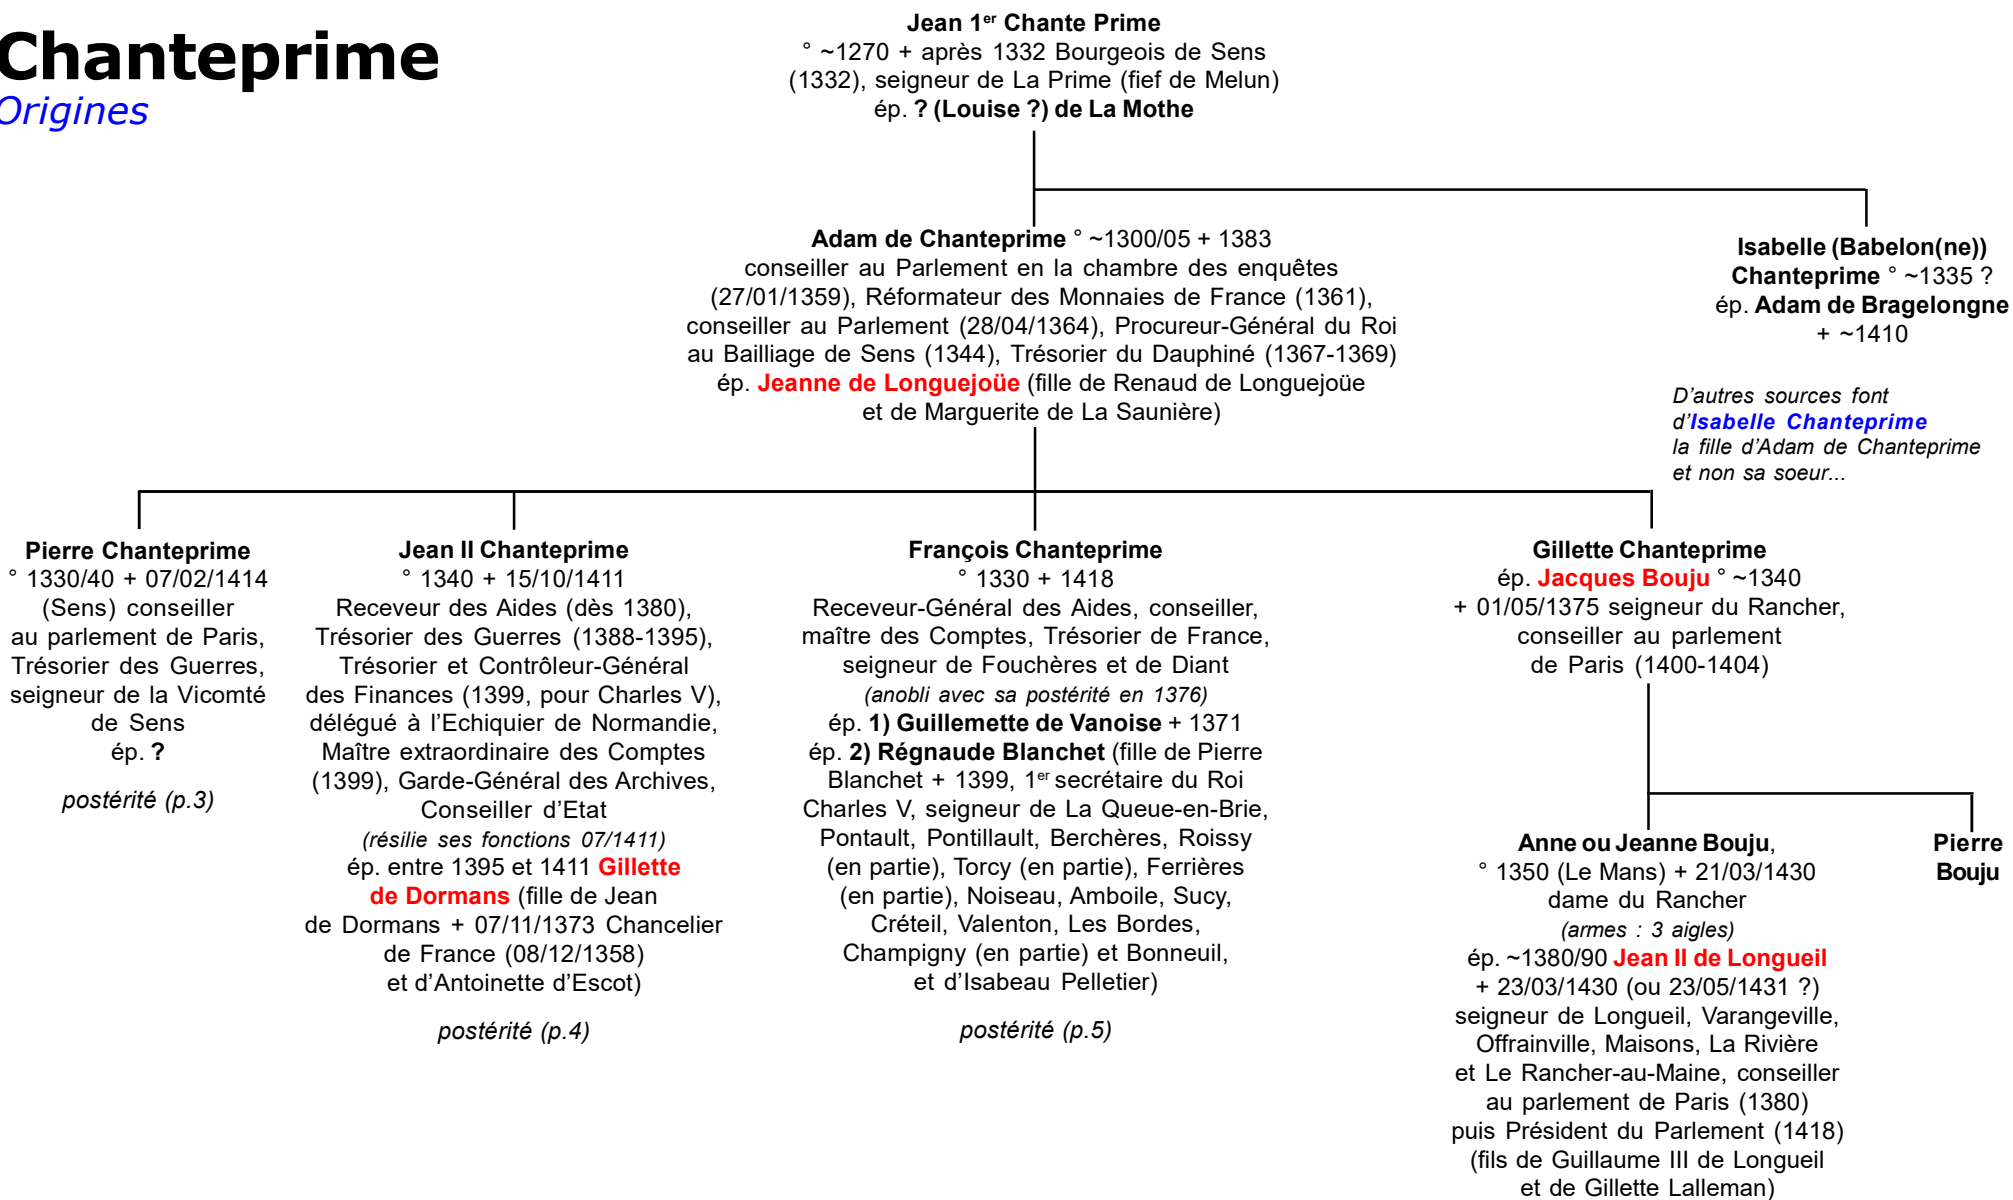 Chanteprime
Origines
Jean 1er Chante Prime
° ~1270 + après 1332 Bourgeois de Sens
(1332), seigneur de La Prime (fief de Melun)
ép. ? (Louise ?) de La Mothe
Adam de Chanteprime ° ~1300/05 + 1383
conseiller au Parlement en la chambre des enquêtes
(27/01/1359), Réformateur des Monnaies de France (1361),
conseiller au Parlement (28/04/1364), Procureur-Général du Roi
au Bailliage de Sens (1344), Trésorier du Dauphiné (1367-1369)
ép. Jeanne de Longuejoüe (fille de Renaud de Longuejoüe
et de Marguerite de La Saunière)
Isabelle (Babelon(ne))
Chanteprime ° ~1335 ?
ép. Adam de Bragelongne
+ ~1410
D'autres sources font
d'Isabelle Chanteprime
la fille d'Adam de Chanteprime
et non sa soeur...
Pierre Chanteprime
° 1330/40 + 07/02/1414
(Sens) conseiller
au parlement de Paris,
Trésorier des Guerres,
seigneur de la Vicomté
de Sens
ép. ?
postérité (p.3)
Jean II Chanteprime
° 1340 + 15/10/1411
Receveur des Aides (dès 1380),
Trésorier des Guerres (1388-1395),
Trésorier et Contrôleur-Général
des Finances (1399, pour Charles V),
délégué à l'Echiquier de Normandie,
Maître extraordinaire des Comptes
(1399), Garde-Général des Archives,
Conseiller d'Etat
(résilie ses fonctions 07/1411)
ép. entre 1395 et 1411 Gillette
de Dormans (fille de Jean
de Dormans + 07/11/1373 Chancelier
de France (08/12/1358)
et d'Antoinette d'Escot)
postérité (p.4)
François Chanteprime
° 1330 + 1418
Receveur-Général des Aides, conseiller,
maître des Comptes, Trésorier de France,
seigneur de Fouchères et de Diant
(anobli avec sa postérité en 1376)
ép. 1) Guillemette de Vanoise + 1371
ép. 2) Régnaude Blanchet (fille de Pierre
Blanchet + 1399, 1er secrétaire du Roi
Charles V, seigneur de La Queue-en-Brie,
Pontault, Pontillault, Berchères, Roissy
(en partie), Torcy (en partie), Ferrières
(en partie), Noiseau, Amboile, Sucy,
Créteil, Valenton, Les Bordes,
Champigny (en partie) et Bonneuil,
et d'Isabeau Pelletier)
postérité (p.5)
Gillette Chanteprime
ép. Jacques Bouju ° ~1340
+ 01/05/1375 seigneur du Rancher,
conseiller au parlement
de Paris (1400-1404)
Anne ou Jeanne Bouju,
° 1350 (Le Mans) + 21/03/1430
dame du Rancher
(armes : 3 aigles)
ép. ~1380/90 Jean II de Longueil
+ 23/03/1430 (ou 23/05/1431 ?)
seigneur de Longueil, Varangeville,
Offrainville, Maisons, La Rivière
et Le Rancher-au-Maine, conseiller
au parlement de Paris (1380)
puis Président du Parlement (1418)
(fils de Guillaume III de Longueil
et de Gillette Lalleman)
Pierre
Bouju